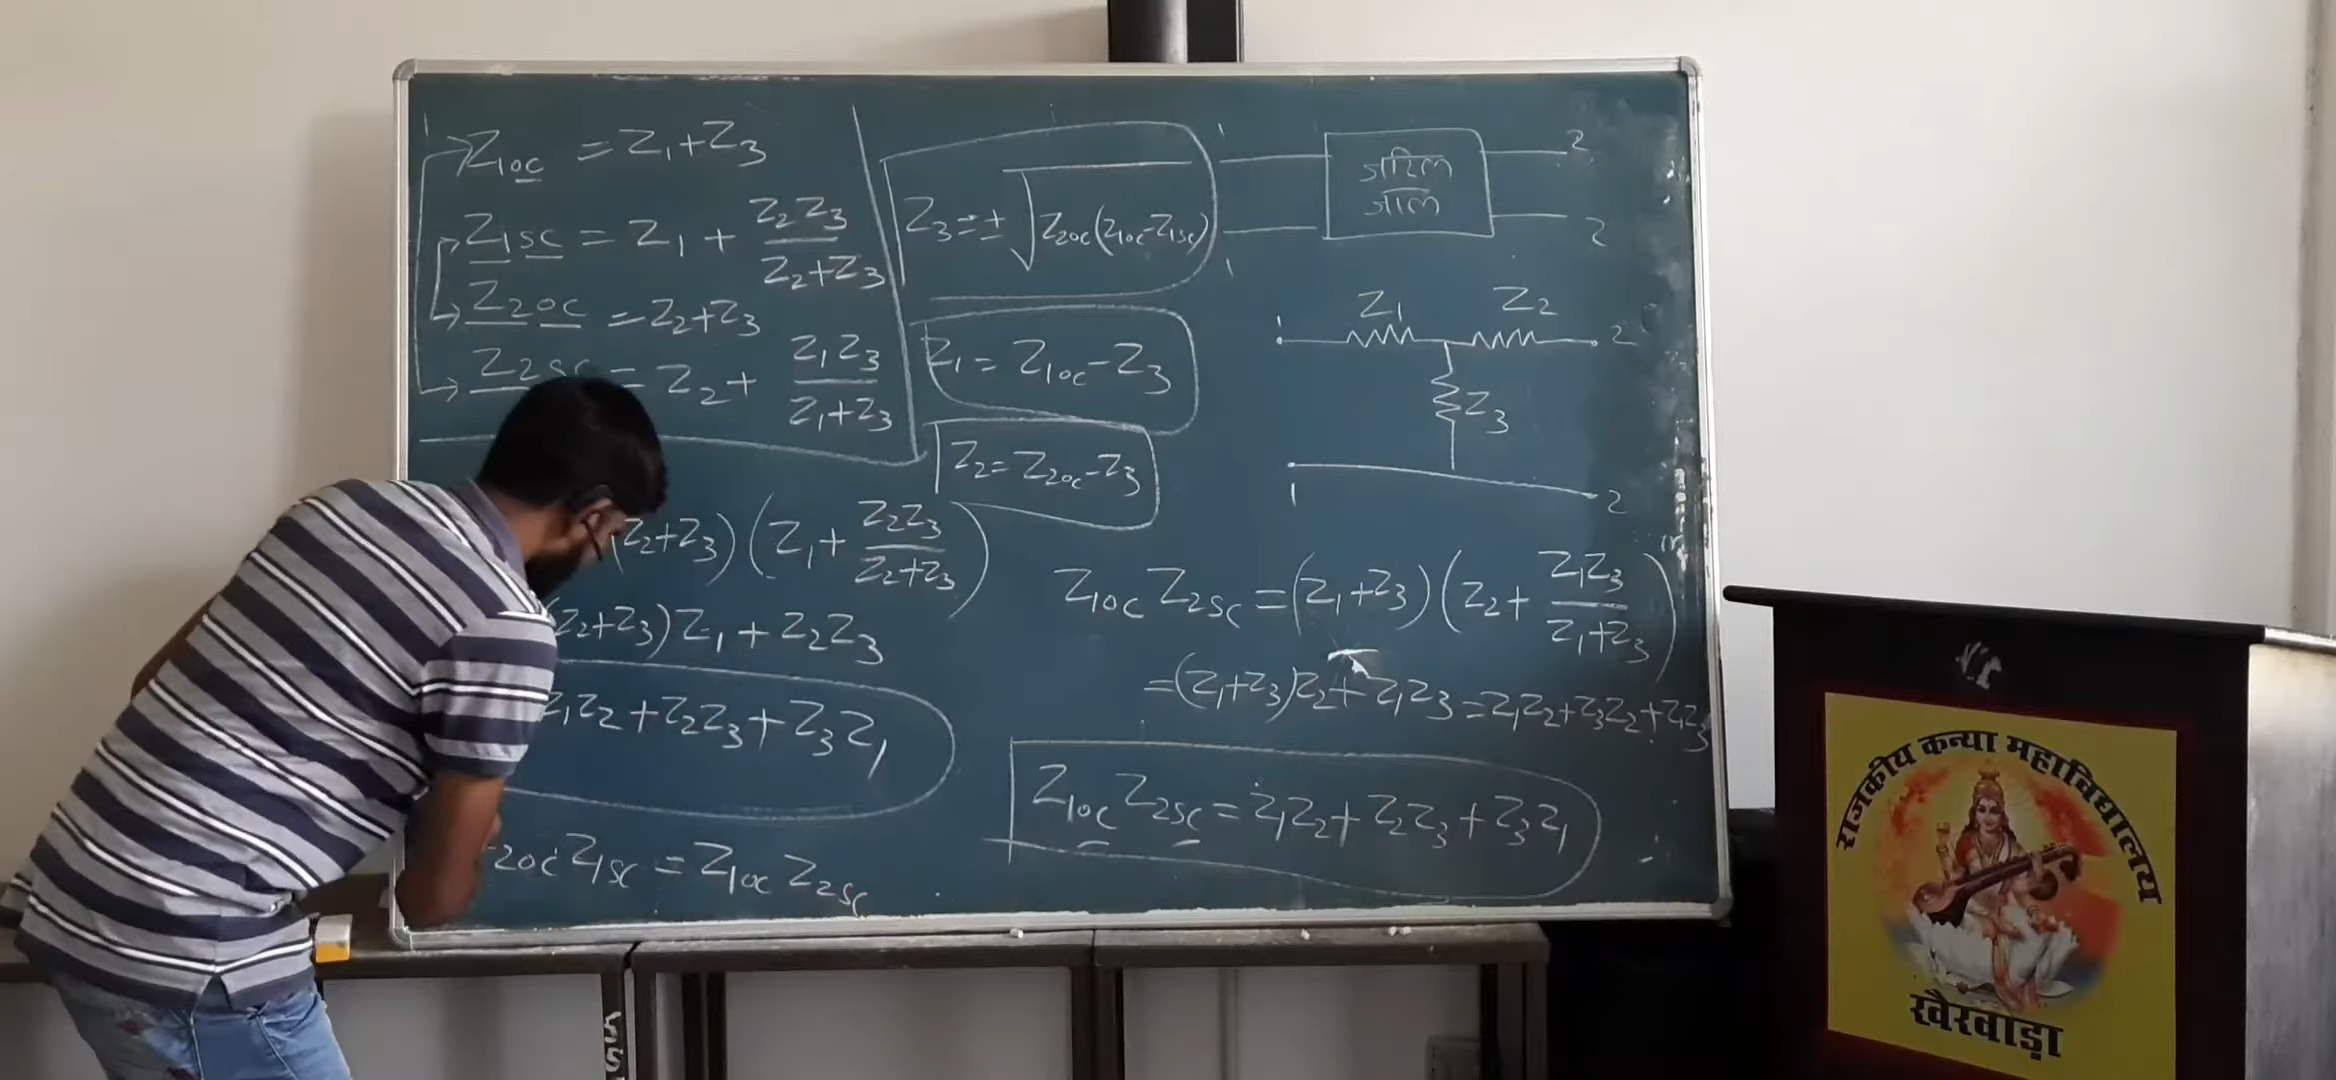 Z₁oc = Z₁+Z₃
Z₁sc = Z₁ + Z₂Z₃/(Z₂+Z₃)
Z₂oc = Z₂+Z₃
Z₂sc = Z₂ + Z₁Z₃/(Z₁+Z₃)
(Z₂+Z₃)(Z₁ + Z₂Z₃/(Z₂+Z₃))
(Z₂+Z₃)Z₁ + Z₂Z₃
Z₁Z₂+Z₂Z₃+Z₃Z₁
₂oc Z₁sc = Z₁oc Z₂sc
Z₃ = ± √(Z₂oc(Z₁oc-Z₁sc))
Z₁ = Z₁oc - Z₃
Z₂ = Z₂oc - Z₃
1 2
जटिल
जाल
1 2
Z₁ Z₂
1 2
Z₃
1 2
Z₁oc Z₂sc = (Z₁+Z₃)(Z₂ + Z₁Z₃/(Z₁+Z₃))
= (Z₁+Z₃)Z₂ + Z₁Z₃ = Z₁Z₂+Z₃Z₂+Z₁Z₃
Z₁oc Z₂sc = Z₁Z₂ + Z₂Z₃ + Z₃Z₁
राजकीय कन्या महाविद्यालय
खैरवाड़ा